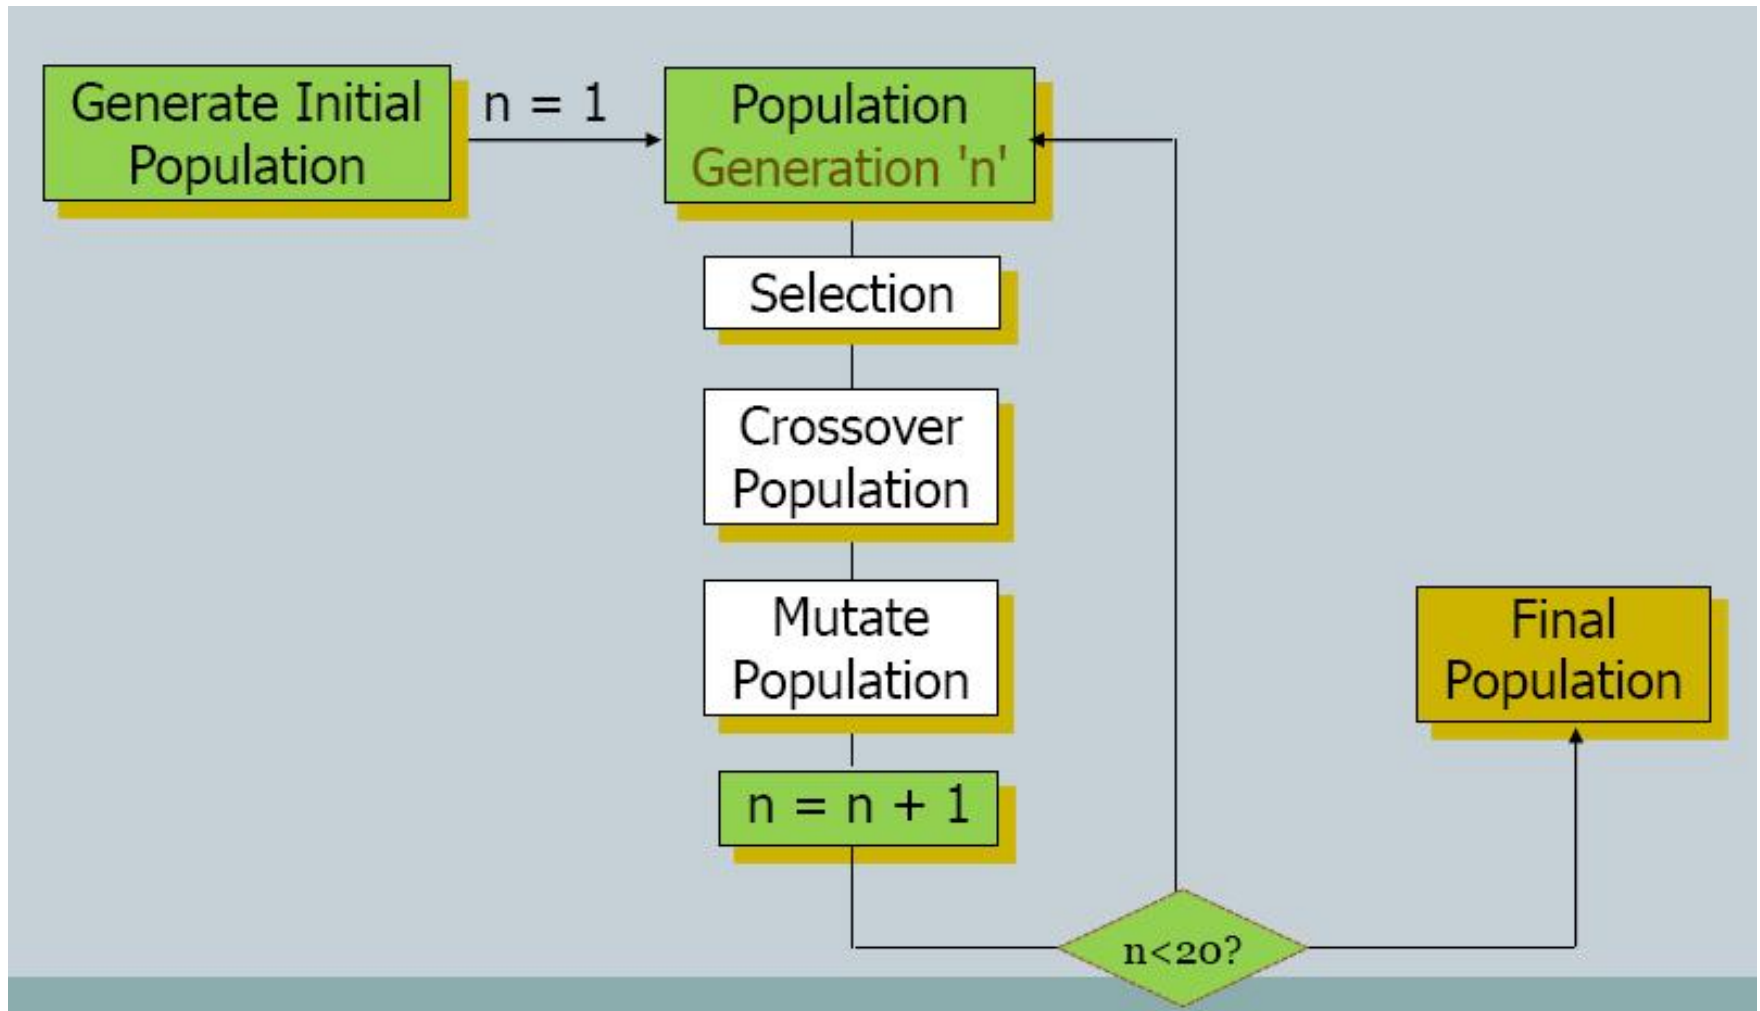 Generate Initial
Population
n = 1
Population
Generation 'n'
Selection
Crossover
Population
Mutate
Population
n = n + 1
n<20?
Final
Population